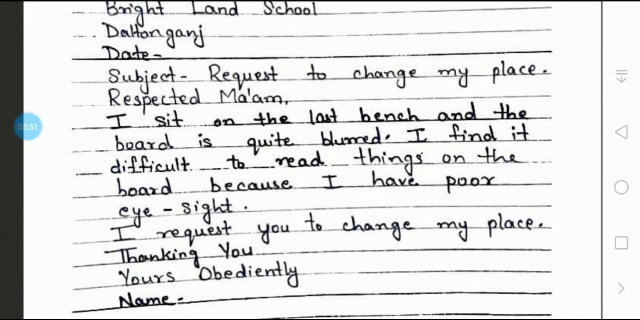 Bright Land School
Daltonganj
Date-
Subject- Request to change my place.
Respected Ma'am,
I sit on the last bench and the
board is quite blurred. I find it
difficult to read things on the
board because I have poor
eye-sight.
I request you to change my place.
Thanking You
Yours Obediently
Name-
05:51